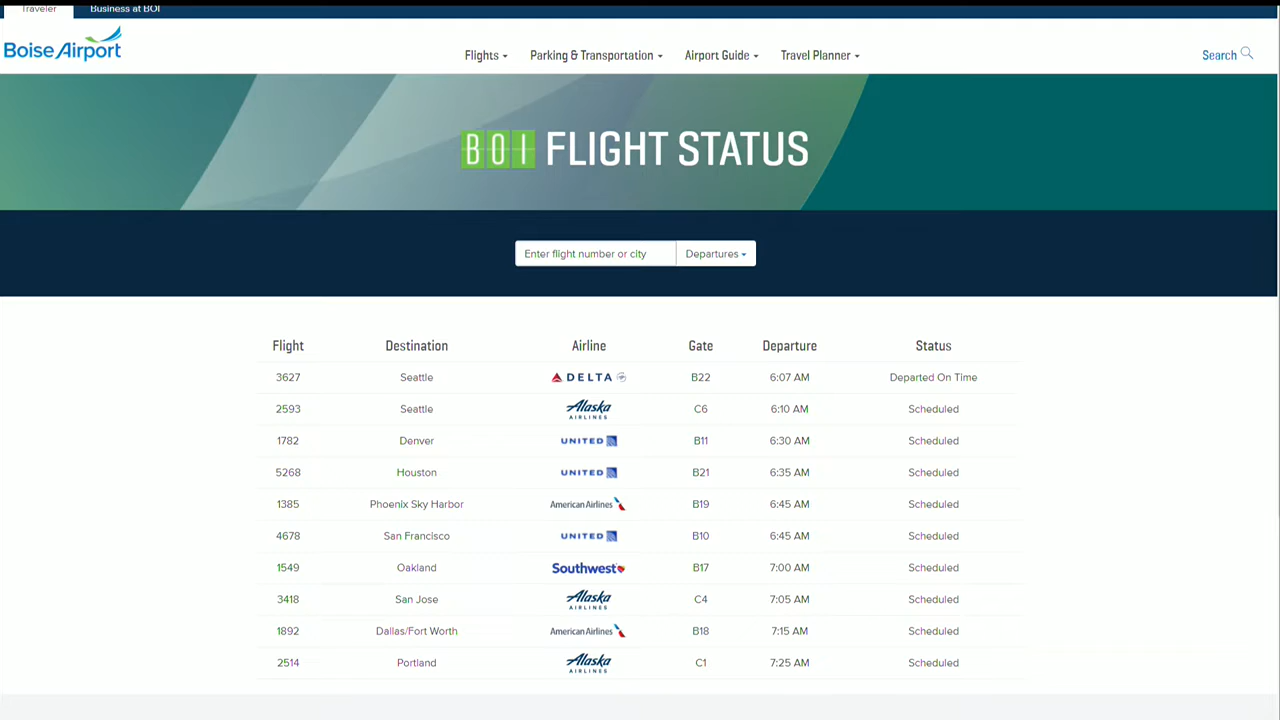 Traveler Business at BOI
Boise Airport
Flights Parking & Transportation Airport Guide Travel Planner Search
BOI FLIGHT STATUS
Enter flight number or city Departures
Flight Destination Airline Gate Departure Status
3627 Seattle DELTA B22 6:07 AM Departed On Time
2593 Seattle Alaska AIRLINES C6 6:10 AM Scheduled
1782 Denver UNITED B11 6:30 AM Scheduled
5268 Houston UNITED B21 6:35 AM Scheduled
1385 Phoenix Sky Harbor American Airlines B19 6:45 AM Scheduled
4678 San Francisco UNITED B10 6:45 AM Scheduled
1549 Oakland Southwest B17 7:00 AM Scheduled
3418 San Jose Alaska AIRLINES C4 7:05 AM Scheduled
1892 Dallas/Fort Worth American Airlines B18 7:15 AM Scheduled
2514 Portland Alaska AIRLINES C1 7:25 AM Scheduled